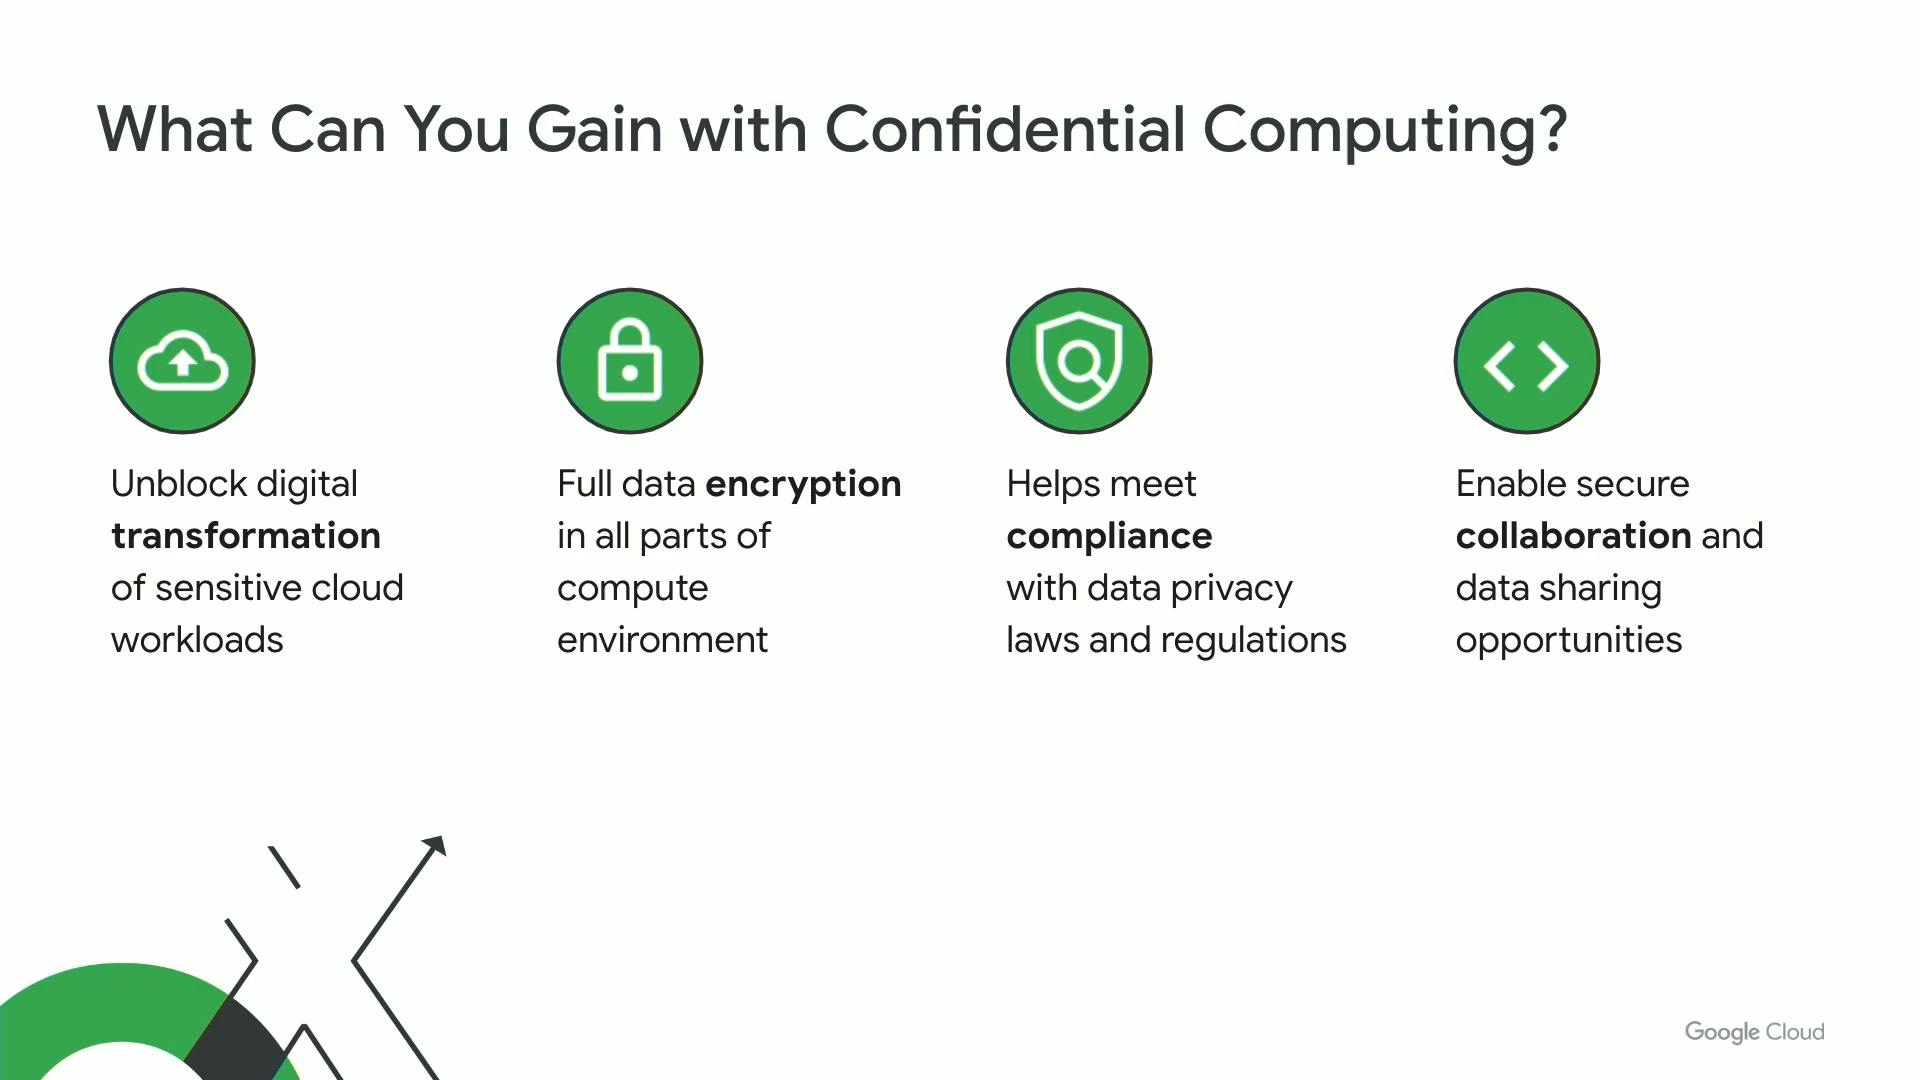 What Can You Gain with Confidential Computing?
Unblock digital
transformation
of sensitive cloud
workloads
Full data encryption
in all parts of
compute
environment
Helps meet
compliance
with data privacy
laws and regulations
Enable secure
collaboration and
data sharing
opportunities
Google Cloud